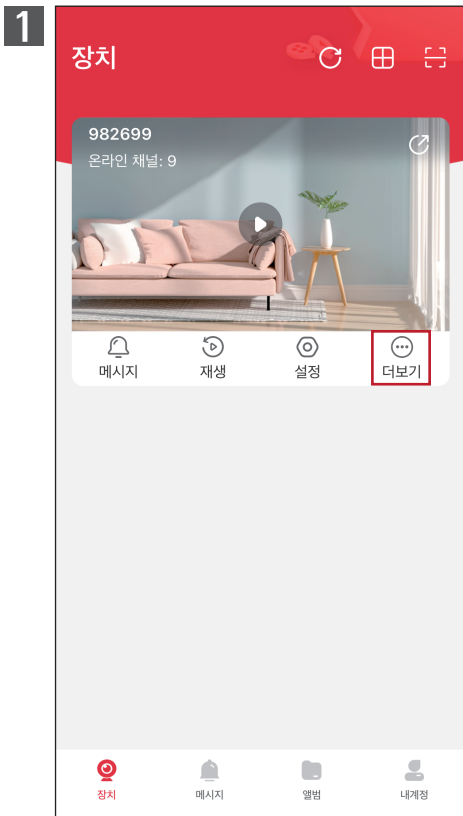 1
장치
982699
온라인 채널: 9
메시지 재생 설정 더보기
장치 메시지 앨범 내계정